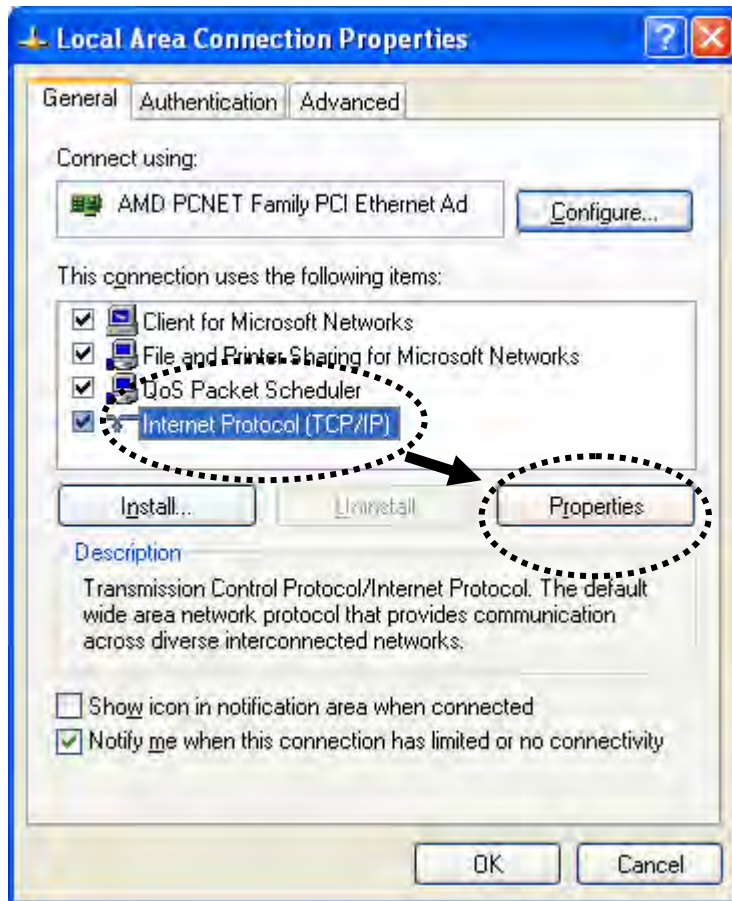 Local Area Connection Properties
General Authentication Advanced
Connect using:
AMD PCNET Family PCI Ethernet Ad
Configure...
This connection uses the following items:
Client for Microsoft Networks
File and Printer Sharing for Microsoft Networks
QoS Packet Scheduler
Internet Protocol (TCP/IP)
Install... Uninstall Properties
Description
Transmission Control Protocol/Internet Protocol. The default
wide area network protocol that provides communication
across diverse interconnected networks.
Show icon in notification area when connected
Notify me when this connection has limited or no connectivity
OK Cancel